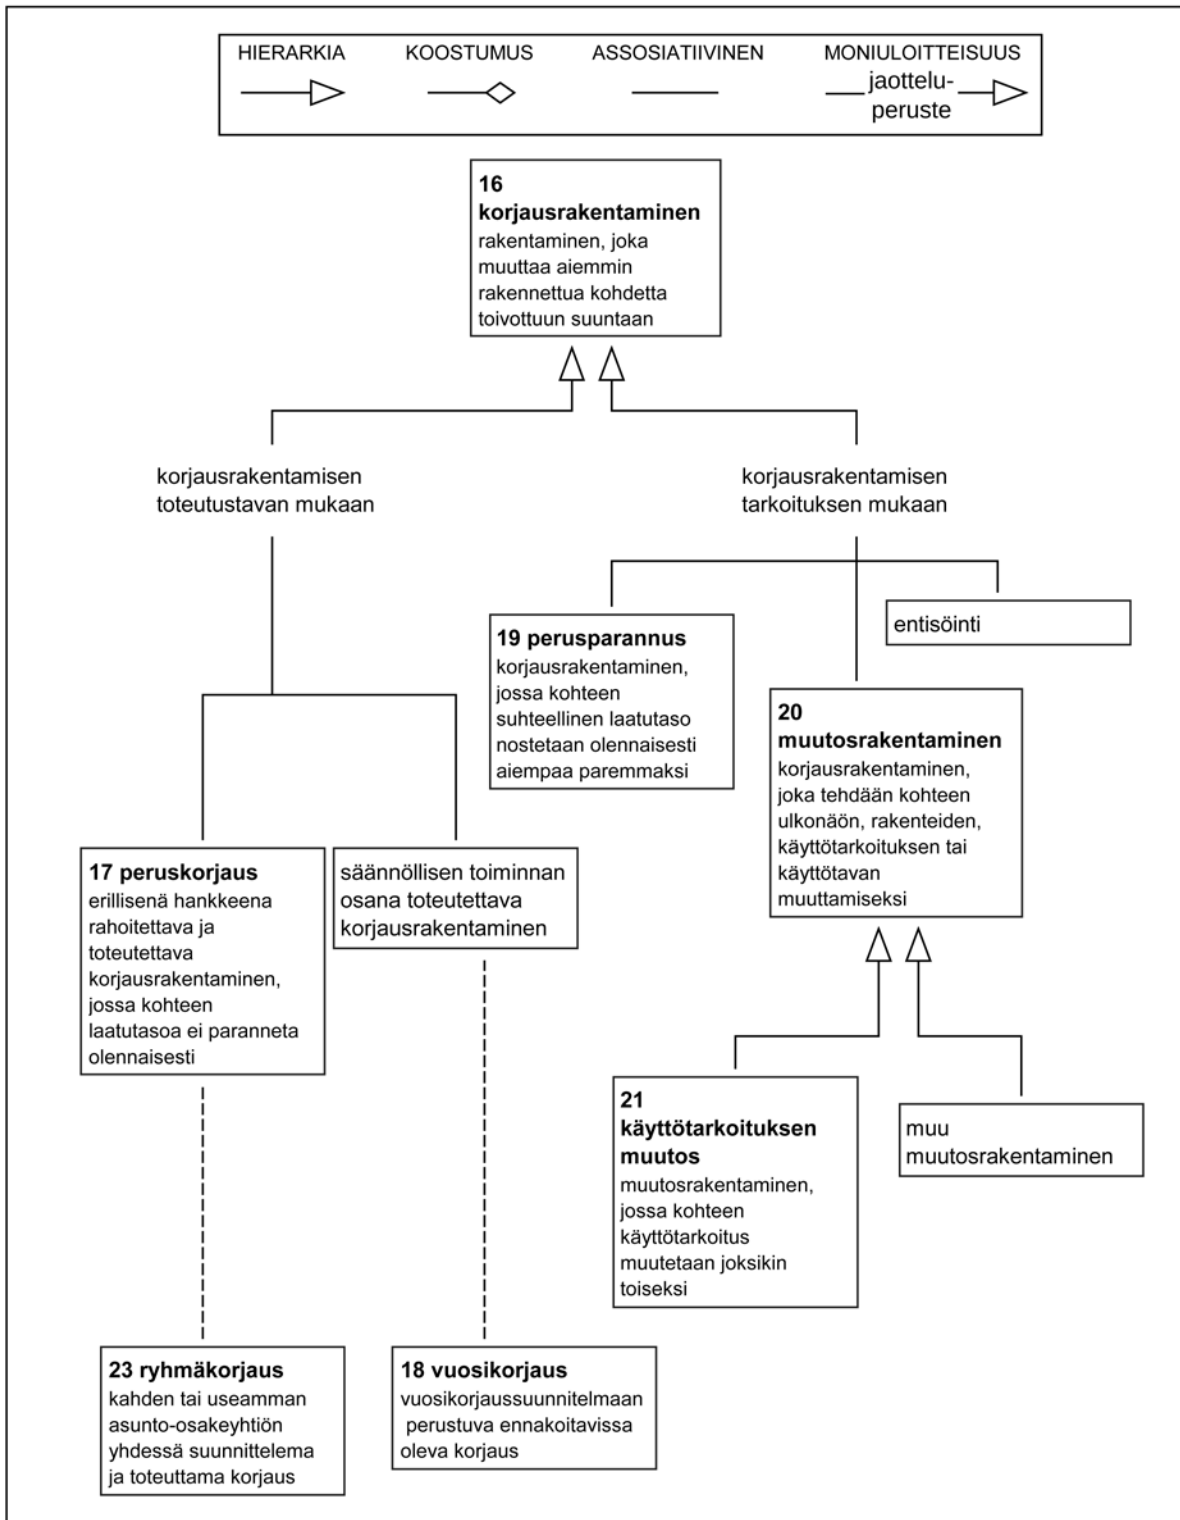 HIERARKIA
KOOSTUMUS
ASSOSIATIIVINEN
MONIULOITTEISUUS
jaottelu-
peruste
16
korjausrakentaminen
rakentaminen, joka
muuttaa aiemmin
rakennettua kohdetta
toivottuun suuntaan
korjausrakentamisen
toteutustavan mukaan
korjausrakentamisen
tarkoituksen mukaan
entisöinti
19 perusparannus
korjausrakentaminen,
jossa kohteen
suhteellinen laatutaso
nostetaan olennaisesti
aiempaa paremmaksi
20
muutosrakentaminen
korjausrakentaminen,
joka tehdään kohteen
ulkonäön, rakenteiden,
käyttötarkoituksen tai
käyttötavan
muuttamiseksi
17 peruskorjaus
erillisenä hankkeena
rahoitettava ja
toteutettava
korjausrakentaminen,
jossa kohteen
laatutasoa ei paranneta
olennaisesti
säännöllisen toiminnan
osana toteutettava
korjausrakentaminen
21
käyttötarkoituksen
muutos
muutosrakentaminen,
jossa kohteen
käyttötarkoitus
muutetaan joksikin
toiseksi
muu
muutosrakentaminen
23 ryhmäkorjaus
kahden tai useamman
asunto-osakeyhtiön
yhdessä suunnittelema
ja toteuttama korjaus
18 vuosikorjaus
vuosikorjaussuunnitelmaan
perustuva ennakoitavissa
oleva korjaus